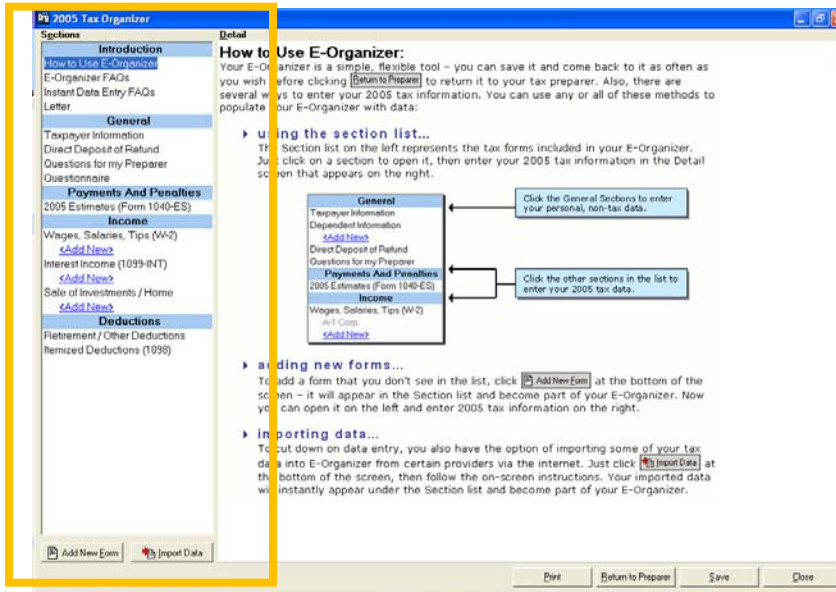 2005 Tax Organizer
Sections
Introduction
How to Use E-Organizer
E-Organizer FAQs
Instant Data Entry FAQs
Letter
General
Taxpayer Information
Direct Deposit of Refund
Questions for my Preparer
Questionnaire
Payments And Penalties
2005 Estimates (Form 1040-ES)
Income
Wages, Salaries, Tips (W-2)
<Add New>
Interest Income (1099-INT)
<Add New>
Sale of Investments / Home
<Add New>
Deductions
Retirement / Other Deductions
Itemized Deductions (1098)
Add New Form
Import Data
Detail
How to Use E-Organizer:
Your E-Organizer is a simple, flexible tool – you can save it and come back to it as often as
you wish before clicking Return to Preparer to return it to your tax preparer. Also, there are
several ways to enter your 2005 tax information. You can use any or all of these methods to
populate your E-Organizer with data:
using the section list...
The Section list on the left represents the tax forms included in your E-Organizer.
Just click on a section to open it, then enter your 2005 tax information in the Detail
screen that appears on the right.
General
Taxpayer Information
Dependent Information
<Add New>
Direct Deposit of Refund
Questions for my Preparer
Payments And Penalties
2005 Estimates (Form 1040-ES)
Income
Wages, Salaries, Tips (W-2)
A-1 Corp.
<Add New>
Click the General Sections to enter
your personal, non-tax data.
Click the other sections in the list to
enter your 2005 tax data.
adding new forms...
To add a form that you don't see in the list, click Add New Form at the bottom of the
screen – it will appear in the Section list and become part of your E-Organizer. Now
you can open it on the left and enter 2005 tax information on the right.
importing data...
To cut down on data entry, you also have the option of importing some of your tax
data into E-Organizer from certain providers via the internet. Just click Import Data at
the bottom of the screen, then follow the on-screen instructions. Your imported data
will instantly appear under the Section list and become part of your E-Organizer.
Print
Return to Preparer
Save
Close